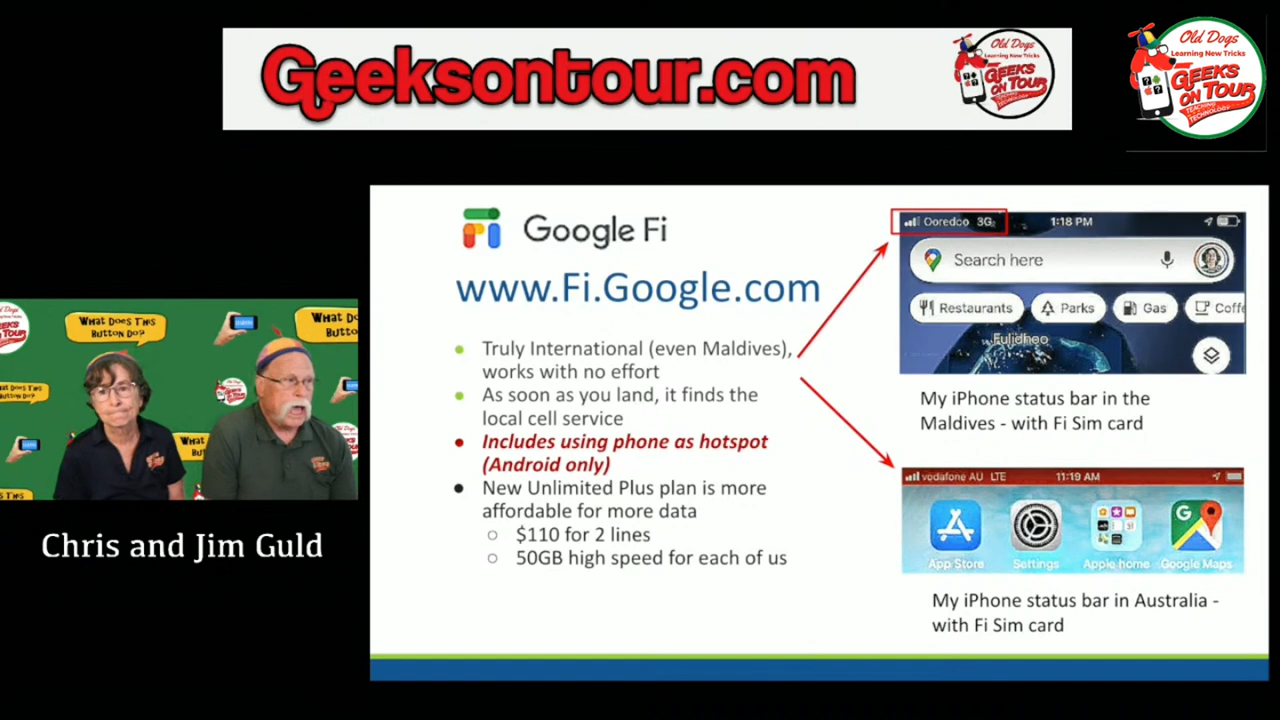 Geeksontour.com
Old Dogs
Learning New Tricks
GEEKS
ON TOUR
TEACHING
TECHNOLOGY
Old Dogs
Learning New Tricks
GEEKS
ON TOUR
TEACHING
TECHNOLOGY
Google Fi
www.Fi.Google.com
Truly International (even Maldives),
works with no effort
As soon as you land, it finds the
local cell service
Includes using phone as hotspot
(Android only)
New Unlimited Plus plan is more
affordable for more data
$110 for 2 lines
50GB high speed for each of us
Ooredoo 3G
1:18 PM
Search here
Restaurants
Parks
Gas
Coffe
Fulidhoo
My iPhone status bar in the
Maldives - with Fi Sim card
vodafone AU LTE
11:19 AM
App Store
Settings
Apple home
Google Maps
My iPhone status bar in Australia -
with Fi Sim card
WHAT DOES THIS
BUTTON DO?
WHAT DO
BUTTO
Chris and Jim Guld